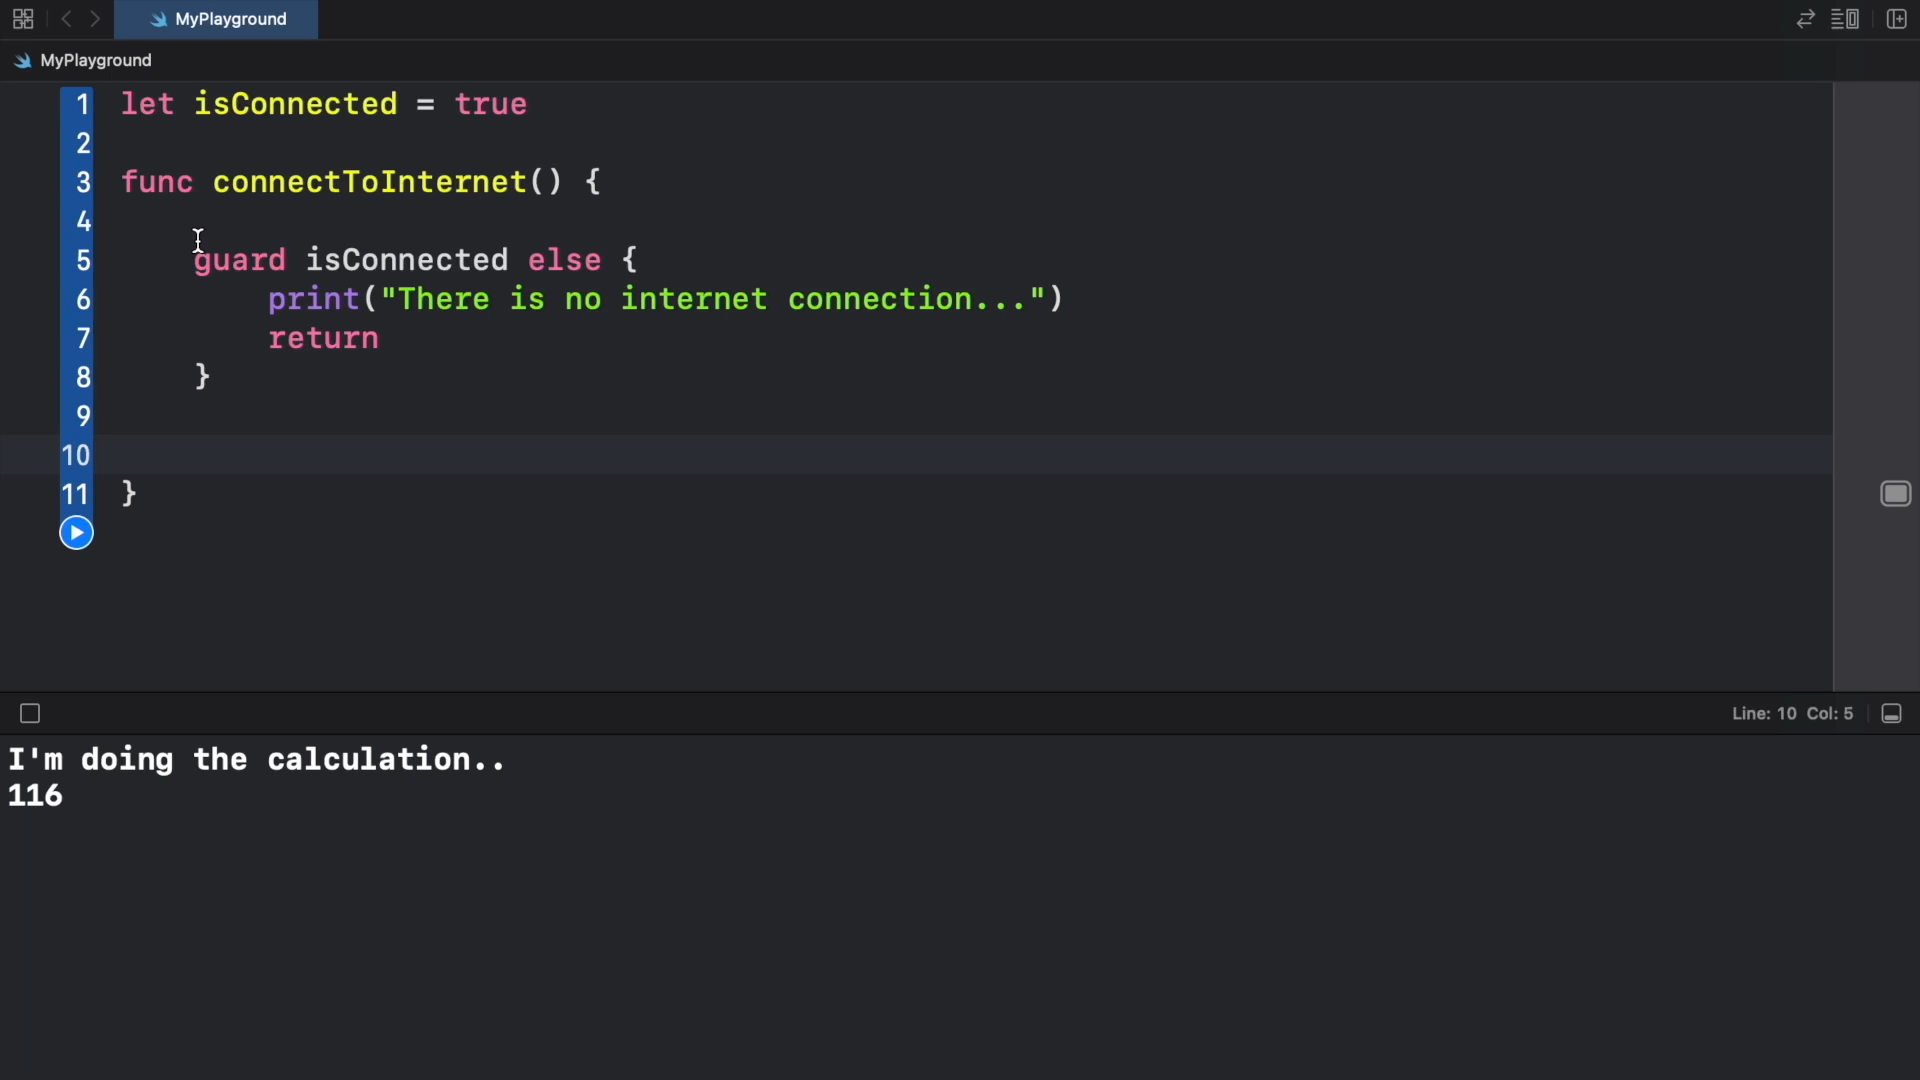 MyPlayground
MyPlayground
1 let isConnected = true
2
3 func connectToInternet() {
4
5 guard isConnected else {
6 print("There is no internet connection...")
7 return
8 }
9
10
11 }
Line: 10 Col: 5
I'm doing the calculation..
116